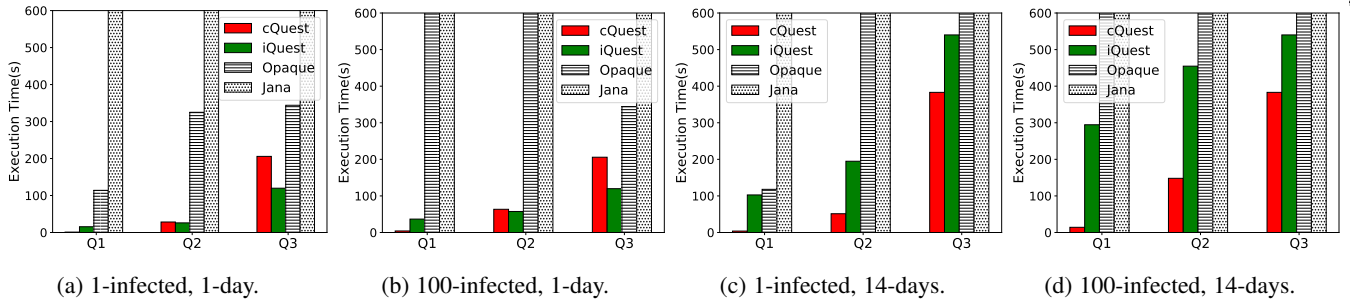 600
500
400
300
200
100
0
Execution Time(s)
Q1 Q2 Q3
cQuest
iQuest
Opaque
Jana
(a) 1-infected, 1-day.
600
500
400
300
200
100
0
Execution Time(s)
Q1 Q2 Q3
cQuest
iQuest
Opaque
Jana
(b) 100-infected, 1-day.
600
500
400
300
200
100
0
Execution Time(s)
Q1 Q2 Q3
cQuest
iQuest
Opaque
Jana
(c) 1-infected, 14-days.
600
500
400
300
200
100
0
Execution Time(s)
Q1 Q2 Q3
cQuest
iQuest
Opaque
Jana
(d) 100-infected, 14-days.